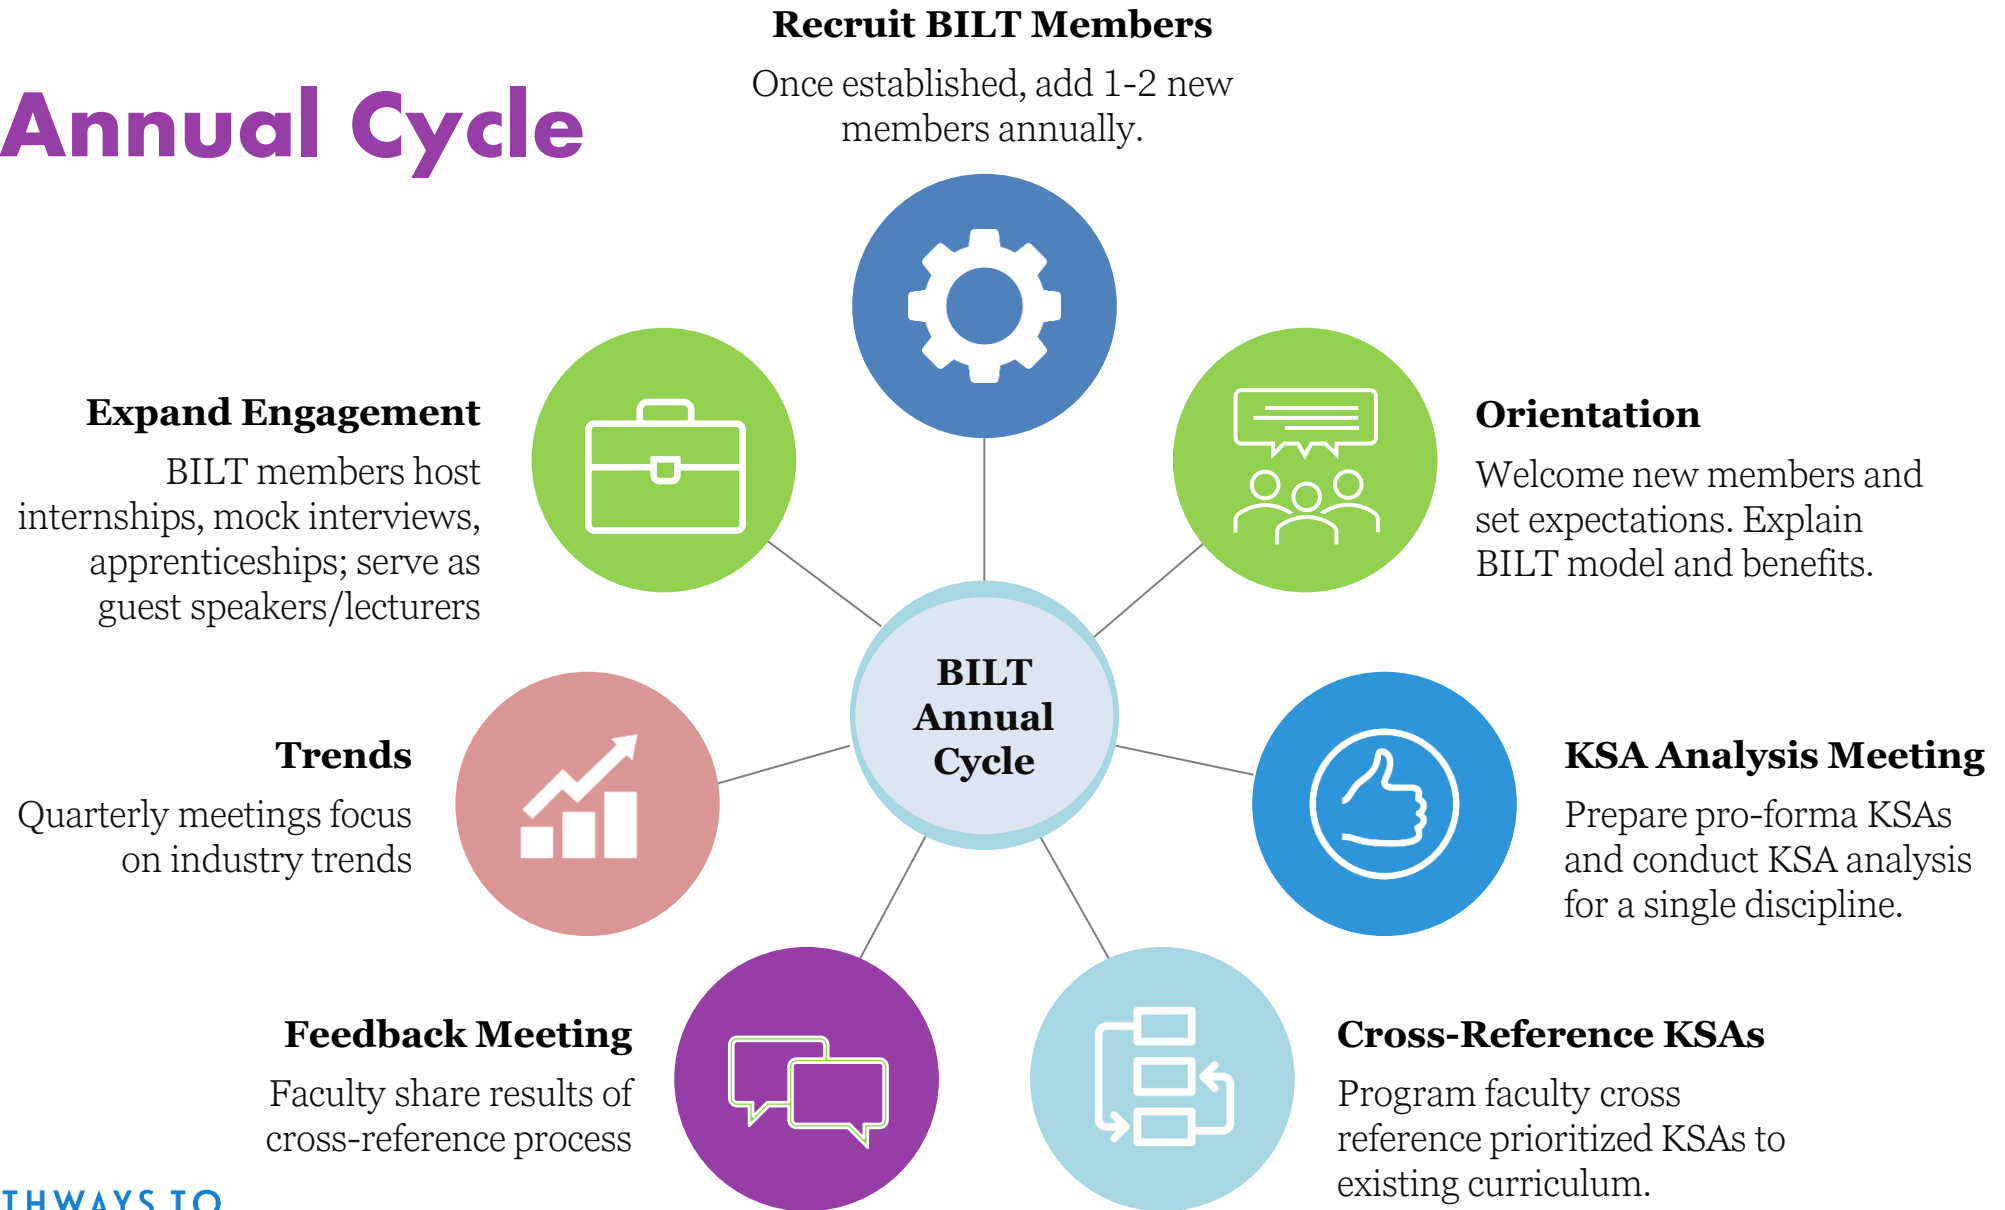 Annual Cycle
Recruit BILT Members
Once established, add 1-2 new
members annually.
Orientation
Welcome new members and
set expectations. Explain
BILT model and benefits.
KSA Analysis Meeting
Prepare pro-forma KSAs
and conduct KSA analysis
for a single discipline.
Cross-Reference KSAs
Program faculty cross
reference prioritized KSAs to
existing curriculum.
Feedback Meeting
Faculty share results of
cross-reference process
Trends
Quarterly meetings focus
on industry trends
Expand Engagement
BILT members host
internships, mock interviews,
apprenticeships; serve as
guest speakers/lecturers
BILT
Annual
Cycle
THWAYS TO